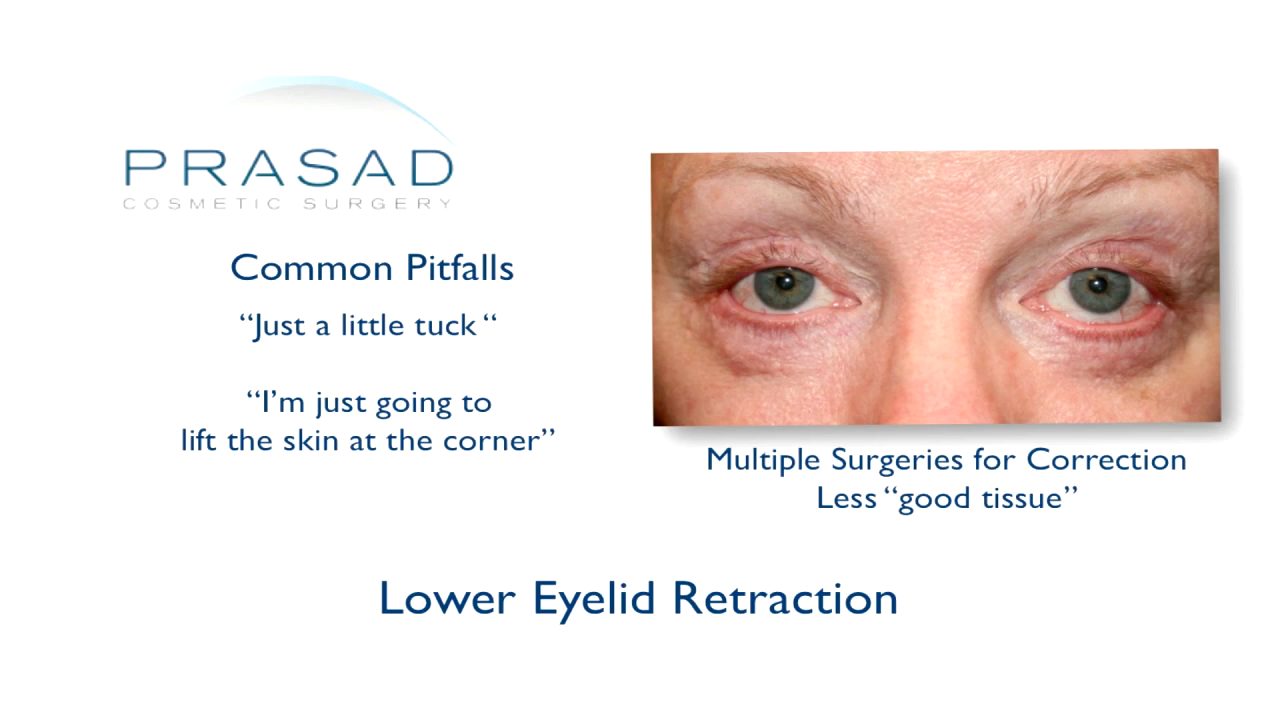 PRASAD
COSMETIC SURGERY
Common Pitfalls
“Just a little tuck “
“I’m just going to
lift the skin at the corner”
Multiple Surgeries for Correction
Less “good tissue”
Lower Eyelid Retraction